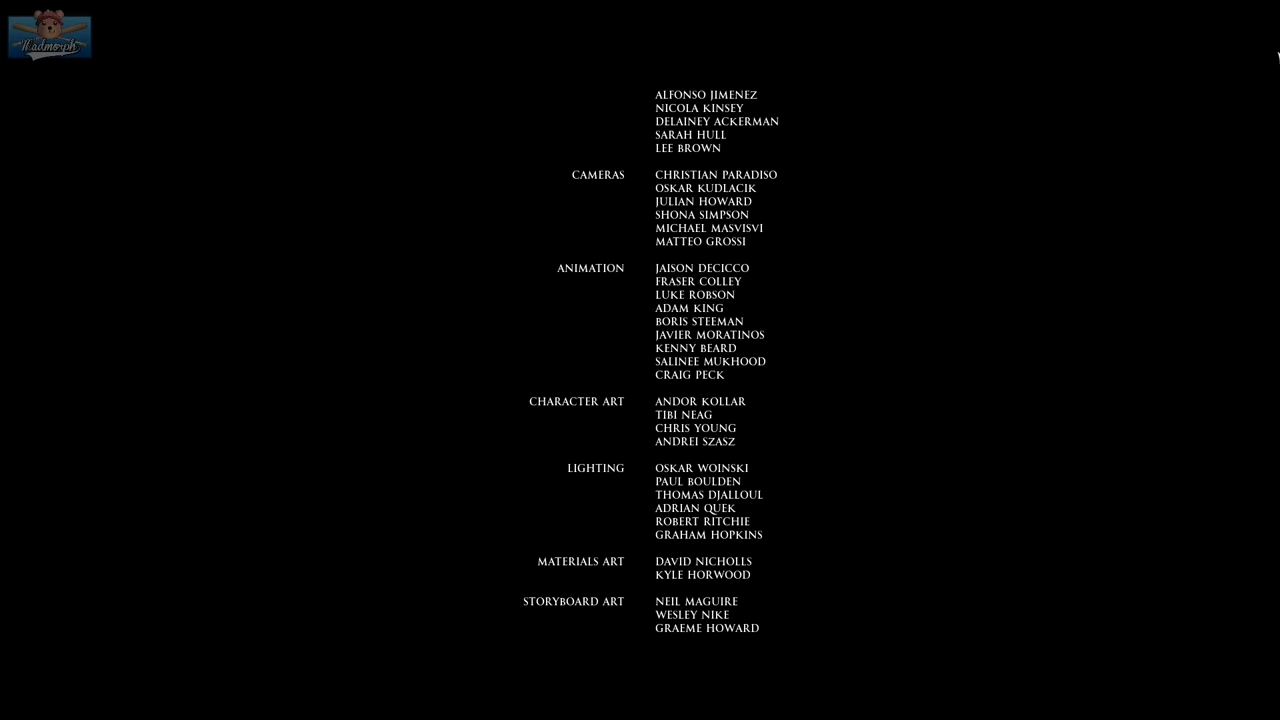 Madmorph
ALFONSO JIMENEZ
NICOLA KINSEY
DELAINEY ACKERMAN
SARAH HULL
LEE BROWN
CAMERAS CHRISTIAN PARADISO
OSKAR KUDLACIK
JULIAN HOWARD
SHONA SIMPSON
MICHAEL MASVISVI
MATTEO GROSSI
ANIMATION JAISON DECICCO
FRASER COLLEY
LUKE ROBSON
ADAM KING
BORIS STEEMAN
JAVIER MORATINOS
KENNY BEARD
SALINEE MUKHOOD
CRAIG PECK
CHARACTER ART ANDOR KOLLAR
TIBI NEAG
CHRIS YOUNG
ANDREI SZASZ
LIGHTING OSKAR WOINSKI
PAUL BOULDEN
THOMAS DJALLOUL
ADRIAN QUEK
ROBERT RITCHIE
GRAHAM HOPKINS
MATERIALS ART DAVID NICHOLLS
KYLE HORWOOD
STORYBOARD ART NEIL MAGUIRE
WESLEY NIKE
GRAEME HOWARD